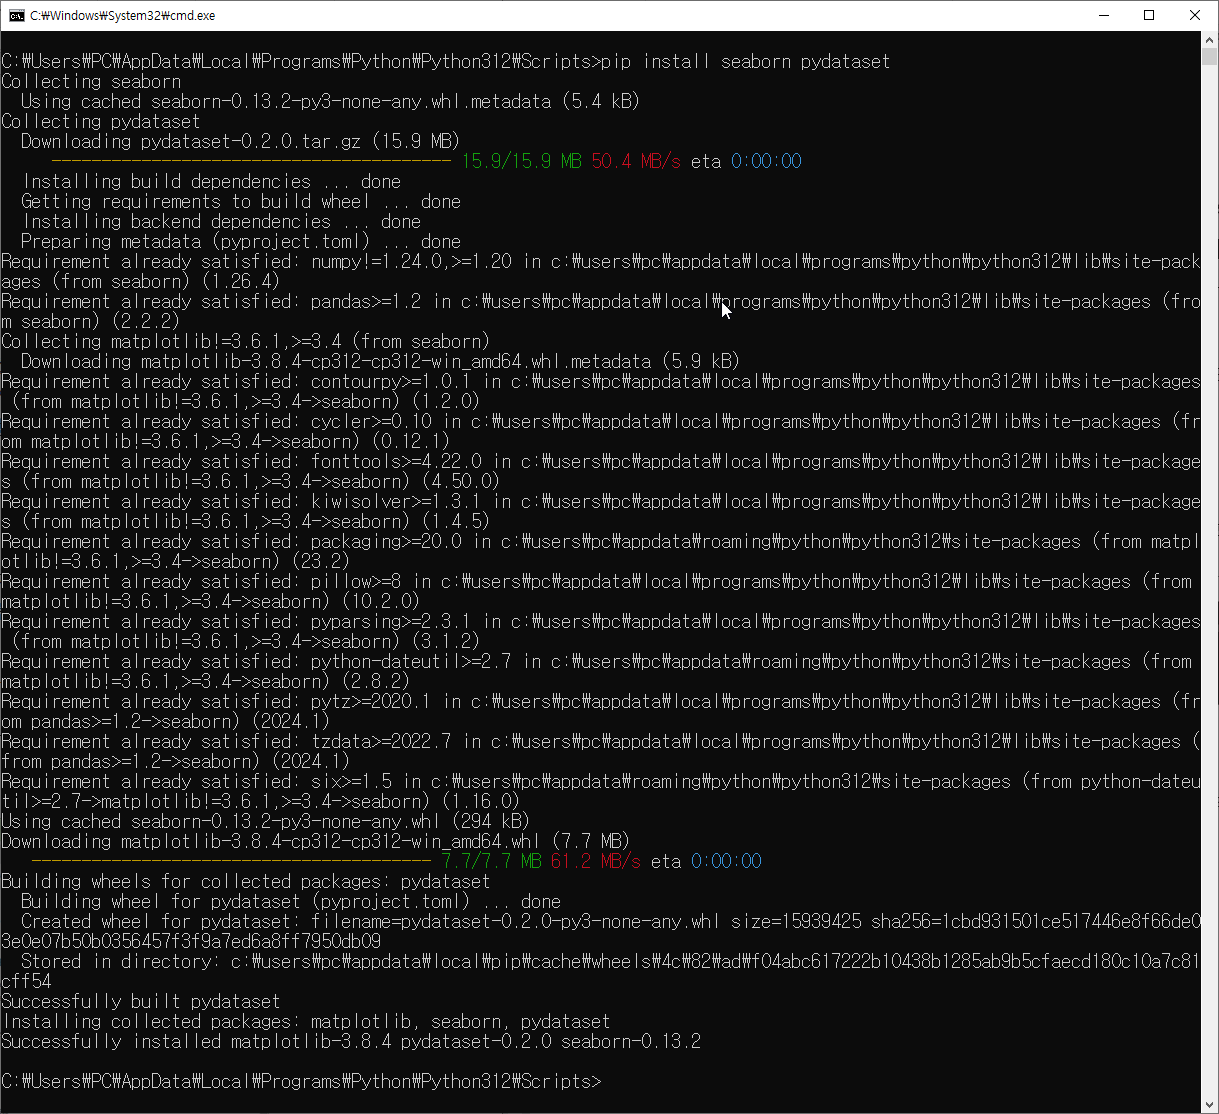 C:₩Windows₩System32₩cmd.exe
C:₩Users₩PC₩AppData₩Local₩Programs₩Python₩Python312₩Scripts>pip install seaborn pydataset
Collecting seaborn
  Using cached seaborn-0.13.2-py3-none-any.whl.metadata (5.4 kB)
Collecting pydataset
  Downloading pydataset-0.2.0.tar.gz (15.9 MB)
     ---------------------------------------- 15.9/15.9 MB 50.4 MB/s eta 0:00:00
  Installing build dependencies ... done
  Getting requirements to build wheel ... done
  Installing backend dependencies ... done
  Preparing metadata (pyproject.toml) ... done
Requirement already satisfied: numpy!=1.24.0,>=1.20 in c:₩users₩pc₩appdata₩local₩programs₩python₩python312₩lib₩site-pack
ages (from seaborn) (1.26.4)
Requirement already satisfied: pandas>=1.2 in c:₩users₩pc₩appdata₩local₩programs₩python₩python312₩lib₩site-packages (fro
m seaborn) (2.2.2)
Collecting matplotlib!=3.6.1,>=3.4 (from seaborn)
  Downloading matplotlib-3.8.4-cp312-cp312-win_amd64.whl.metadata (5.9 kB)
Requirement already satisfied: contourpy>=1.0.1 in c:₩users₩pc₩appdata₩local₩programs₩python₩python312₩lib₩site-packages
 (from matplotlib!=3.6.1,>=3.4->seaborn) (1.2.0)
Requirement already satisfied: cycler>=0.10 in c:₩users₩pc₩appdata₩local₩programs₩python₩python312₩lib₩site-packages (fr
om matplotlib!=3.6.1,>=3.4->seaborn) (0.12.1)
Requirement already satisfied: fonttools>=4.22.0 in c:₩users₩pc₩appdata₩local₩programs₩python₩python312₩lib₩site-package
s (from matplotlib!=3.6.1,>=3.4->seaborn) (4.50.0)
Requirement already satisfied: kiwisolver>=1.3.1 in c:₩users₩pc₩appdata₩local₩programs₩python₩python312₩lib₩site-package
s (from matplotlib!=3.6.1,>=3.4->seaborn) (1.4.5)
Requirement already satisfied: packaging>=20.0 in c:₩users₩pc₩appdata₩roaming₩python₩python312₩site-packages (from matpl
otlib!=3.6.1,>=3.4->seaborn) (23.2)
Requirement already satisfied: pillow>=8 in c:₩users₩pc₩appdata₩local₩programs₩python₩python312₩lib₩site-packages (from
matplotlib!=3.6.1,>=3.4->seaborn) (10.2.0)
Requirement already satisfied: pyparsing>=2.3.1 in c:₩users₩pc₩appdata₩local₩programs₩python₩python312₩lib₩site-packages
 (from matplotlib!=3.6.1,>=3.4->seaborn) (3.1.2)
Requirement already satisfied: python-dateutil>=2.7 in c:₩users₩pc₩appdata₩roaming₩python₩python312₩site-packages (from
matplotlib!=3.6.1,>=3.4->seaborn) (2.8.2)
Requirement already satisfied: pytz>=2020.1 in c:₩users₩pc₩appdata₩local₩programs₩python₩python312₩lib₩site-packages (fr
om pandas>=1.2->seaborn) (2024.1)
Requirement already satisfied: tzdata>=2022.7 in c:₩users₩pc₩appdata₩local₩programs₩python₩python312₩lib₩site-packages (
from pandas>=1.2->seaborn) (2024.1)
Requirement already satisfied: six>=1.5 in c:₩users₩pc₩appdata₩roaming₩python₩python312₩site-packages (from python-dateu
til>=2.7->matplotlib!=3.6.1,>=3.4->seaborn) (1.16.0)
Using cached seaborn-0.13.2-py3-none-any.whl (294 kB)
Downloading matplotlib-3.8.4-cp312-cp312-win_amd64.whl (7.7 MB)
   ---------------------------------------- 7.7/7.7 MB 61.2 MB/s eta 0:00:00
Building wheels for collected packages: pydataset
  Building wheel for pydataset (pyproject.toml) ... done
  Created wheel for pydataset: filename=pydataset-0.2.0-py3-none-any.whl size=15939425 sha256=1cbd931501ce517446e8f66de0
3e0e07b50b0356457f3f9a7ed6a8ff7950db09
  Stored in directory: c:₩users₩pc₩appdata₩local₩pip₩cache₩wheels₩4c₩82₩ad₩f04abc617222b10438b1285ab9b5cfaecd180c10a7c81
cff54
Successfully built pydataset
Installing collected packages: matplotlib, seaborn, pydataset
Successfully installed matplotlib-3.8.4 pydataset-0.2.0 seaborn-0.13.2
C:₩Users₩PC₩AppData₩Local₩Programs₩Python₩Python312₩Scripts>